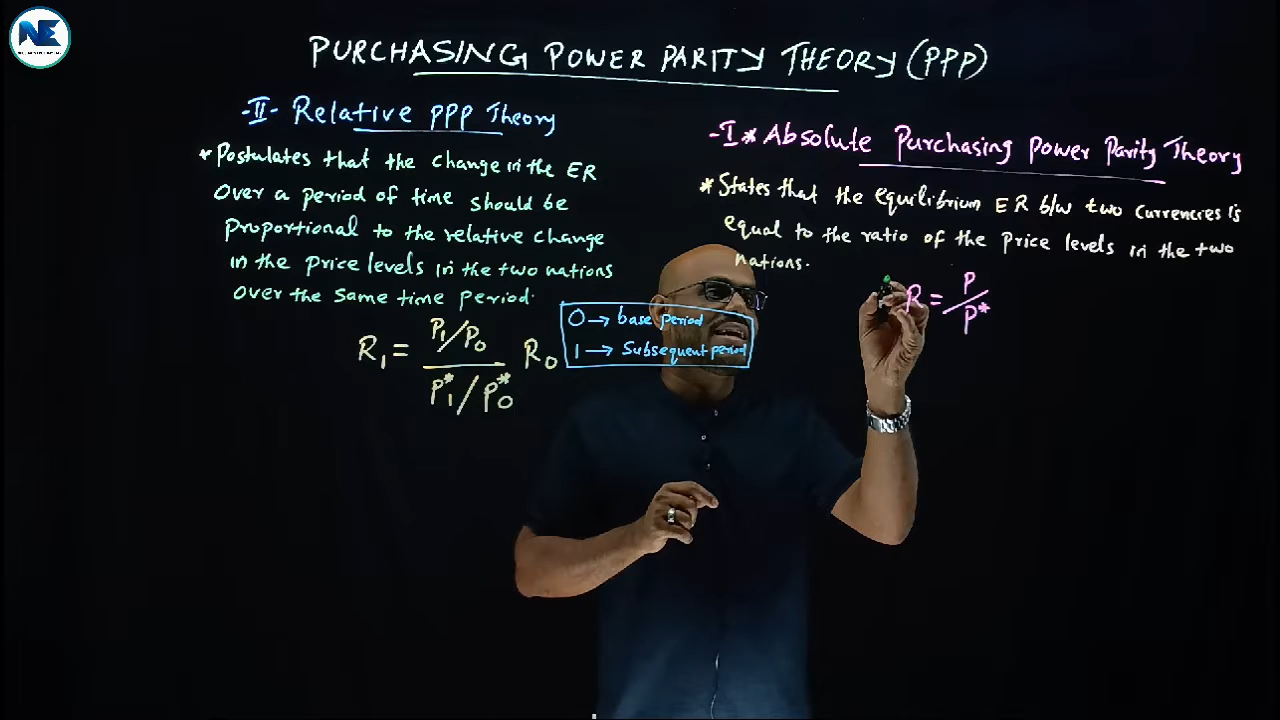 NE
PURCHASING POWER PARITY THEORY (PPP)
-II- Relative PPP Theory
* Postulates that the change in the ER
Over a period of time should be
proportional to the relative change
in the price levels in the two nations
over the same time period.
R1 = P1/P0 / P1*/P0* R0
0 → base period
1 → Subsequent period
-I * Absolute Purchasing Power Parity Theory
* States that the equilibrium ER b/w two currencies is
equal to the ratio of the price levels in the two
nations.
R = P/P*